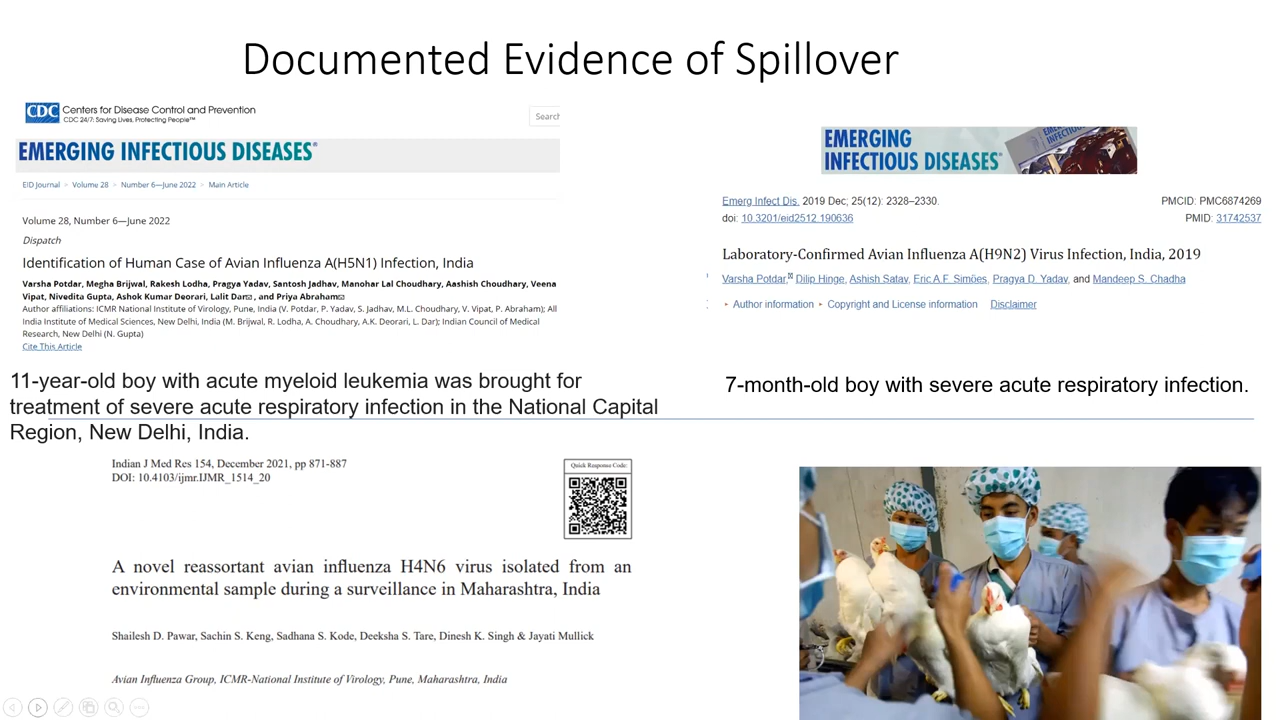 Documented Evidence of Spillover
CDC Centers for Disease Control and Prevention
CDC 24/7: Saving Lives, Protecting People™
Search
EMERGING INFECTIOUS DISEASES®
EID Journal > Volume 28 > Number 6—June 2022 > Main Article
Volume 28, Number 6—June 2022
Dispatch
Identification of Human Case of Avian Influenza A(H5N1) Infection, India
Varsha Potdar, Megha Brijwal, Rakesh Lodha, Pragya Yadav, Santosh Jadhav, Manohar Lal Choudhary, Aashish Choudhary, Veena
Vipat, Nivedita Gupta, Ashok Kumar Deorari, Lalit Dar✉, and Priya Abraham✉
Author affiliations: ICMR National Institute of Virology, Pune, India (V. Potdar, P. Yadav, S. Jadhav, M.L. Choudhary, V. Vipat, P. Abraham); All
India Institute of Medical Sciences, New Delhi, India (M. Brijwal, R. Lodha, A. Choudhary, A.K. Deorari, L. Dar); Indian Council of Medical
Research, New Delhi (N. Gupta)
Cite This Article
11-year-old boy with acute myeloid leukemia was brought for
treatment of severe acute respiratory infection in the National Capital
Region, New Delhi, India.
EMERGING
INFECTIOUS DISEASES®
Emerg Infect Dis. 2019 Dec; 25(12): 2328–2330.
PMCID: PMC6874269
doi: 10.3201/eid2512.190636
PMID: 31742537
Laboratory-Confirmed Avian Influenza A(H9N2) Virus Infection, India, 2019
Varsha Potdar,✉ Dilip Hinge, Ashish Satav, Eric A.F. Simões, Pragya D. Yadav, and Mandeep S. Chadha
▸ Author information ▸ Copyright and License information Disclaimer
7-month-old boy with severe acute respiratory infection.
Indian J Med Res 154, December 2021, pp 871-887
DOI: 10.4103/ijmr.IJMR_1514_20
Quick Response Code:
A novel reassortant avian influenza H4N6 virus isolated from an
environmental sample during a surveillance in Maharashtra, India
Shailesh D. Pawar, Sachin S. Keng, Sadhana S. Kode, Deeksha S. Tare, Dinesh K. Singh & Jayati Mullick
Avian Influenza Group, ICMR-National Institute of Virology, Pune, Maharashtra, India